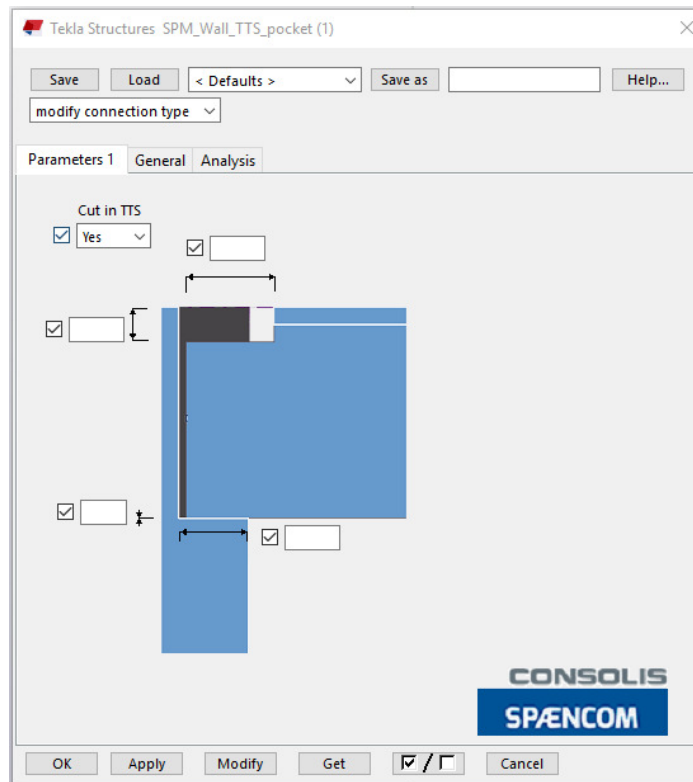 Tekla Structures SPM_Wall_TTS_pocket (1)
Save Load < Defaults > Save as Help...
modify connection type
Parameters 1 General Analysis
Cut in TTS
Yes
CONSOLIS
SPÆNCOM
OK Apply Modify Get / Cancel